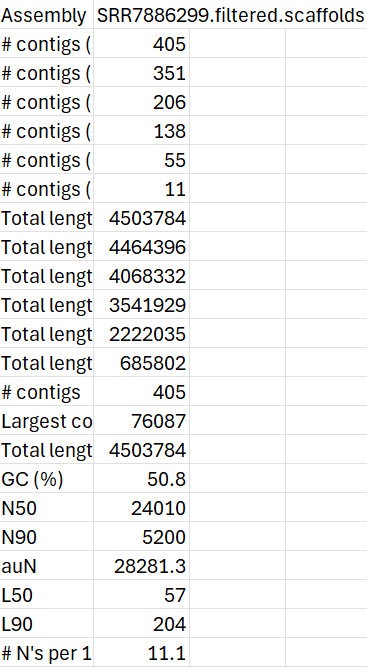 Assembly SRR7886299.filtered.scaffolds
# contigs ( 405
# contigs ( 351
# contigs ( 206
# contigs ( 138
# contigs ( 55
# contigs ( 11
Total lengt 4503784
Total lengt 4464396
Total lengt 4068332
Total lengt 3541929
Total lengt 2222035
Total lengt 685802
# contigs 405
Largest co 76087
Total lengt 4503784
GC (%) 50.8
N50 24010
N90 5200
auN 28281.3
L50 57
L90 204
# N's per 1 11.1